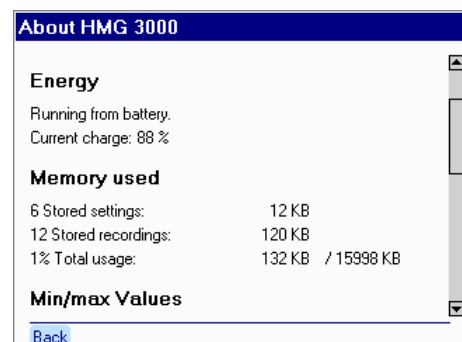 About HMG 3000
Energy
Running from battery.
Current charge: 88 %
Memory used
6 Stored settings: 12 KB
12 Stored recordings: 120 KB
1% Total usage: 132 KB / 15998 KB
Min/max Values
Back